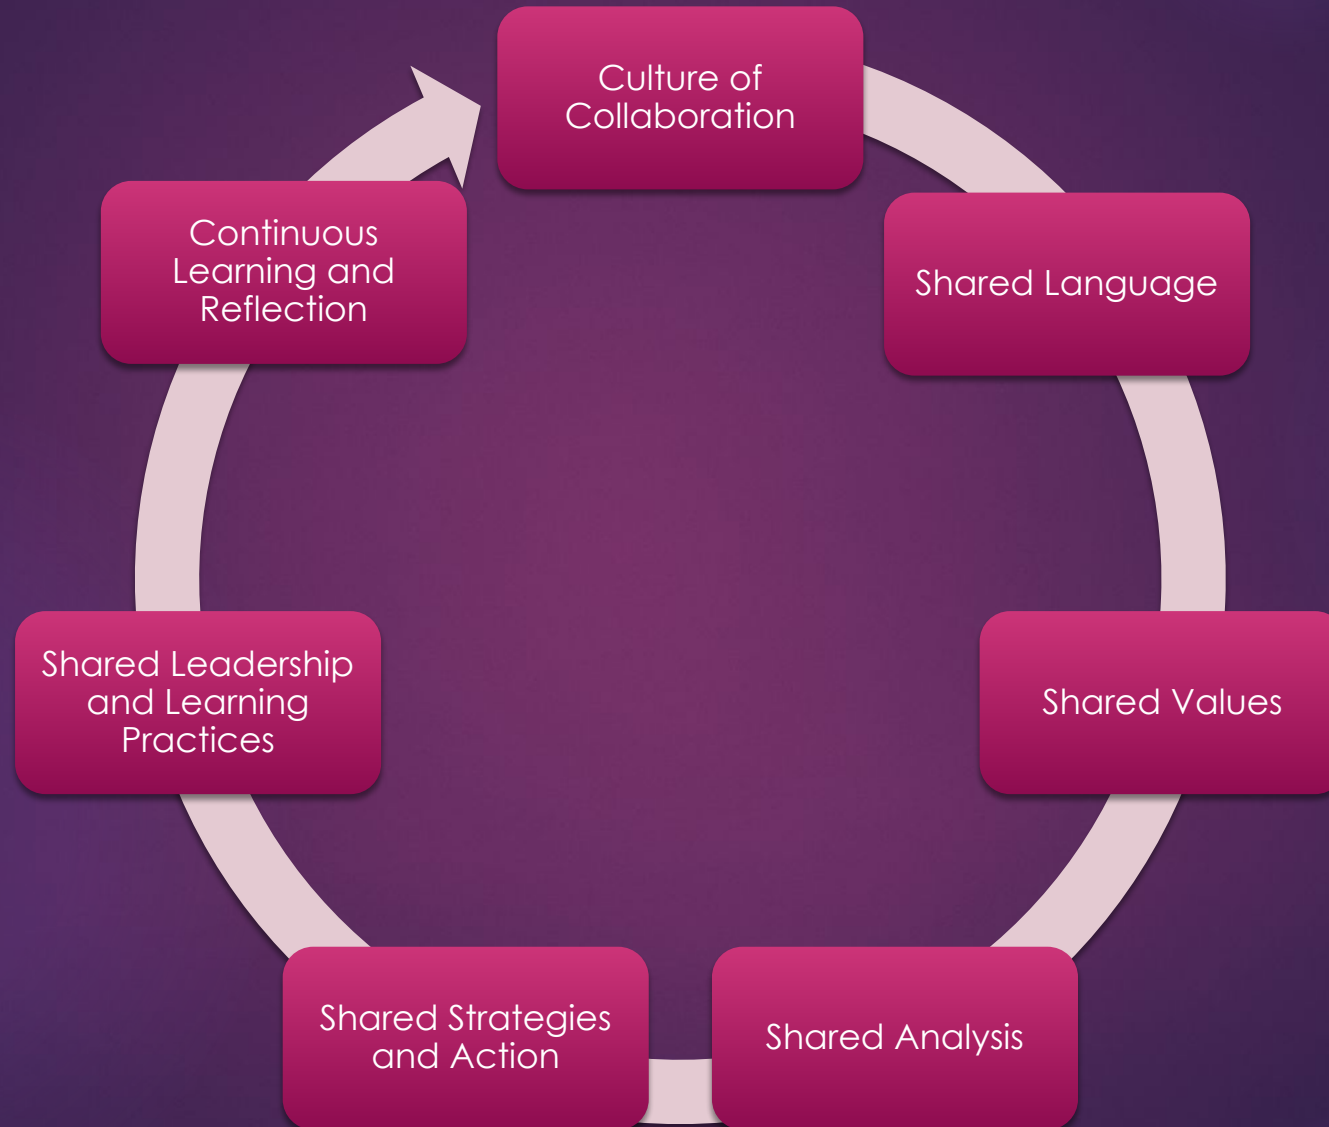 Culture of
Collaboration
Shared Language
Shared Values
Shared Analysis
Shared Strategies
and Action
Shared Leadership
and Learning
Practices
Continuous
Learning and
Reflection